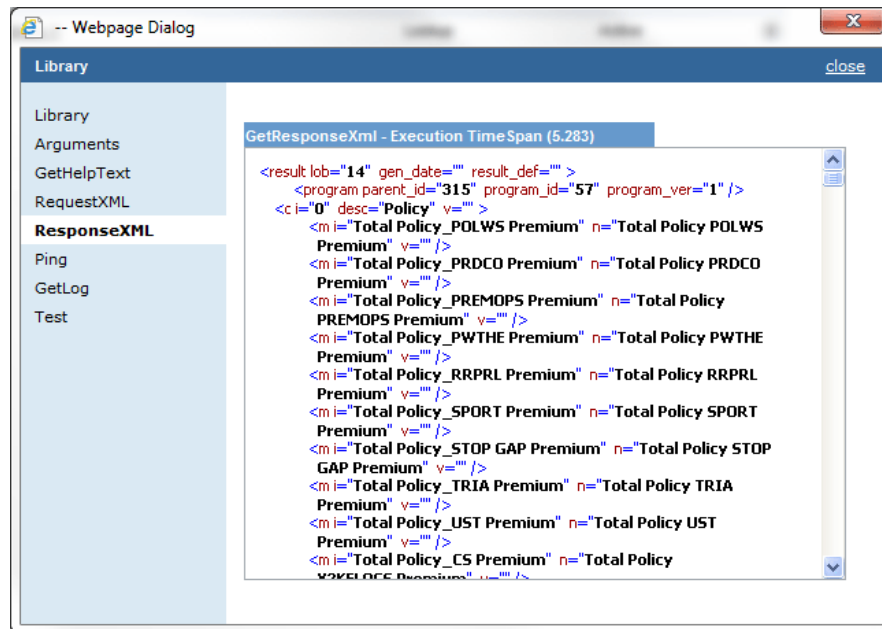 -- Webpage Dialog
Library
close
Library
Arguments
GetHelpText
RequestXML
ResponseXML
Ping
GetLog
Test
GetResponseXml - Execution TimeSpan (5.283)
<result lob="14" gen_date="" result_def="" >
<program parent_id="315" program_id="57" program_ver="1" />
<c i="0" desc="Policy" v="" >
<m i="Total Policy_POLWS Premium" n="Total Policy POLWS
Premium" v="" />
<m i="Total Policy_PRDCO Premium" n="Total Policy PRDCO
Premium" v="" />
<m i="Total Policy_PREMOPS Premium" n="Total Policy
PREMOPS Premium" v="" />
<m i="Total Policy_PWTHE Premium" n="Total Policy PWTHE
Premium" v="" />
<m i="Total Policy_RRPRL Premium" n="Total Policy RRPRL
Premium" v="" />
<m i="Total Policy_SPORT Premium" n="Total Policy SPORT
Premium" v="" />
<m i="Total Policy_STOP GAP Premium" n="Total Policy STOP
GAP Premium" v="" />
<m i="Total Policy_TRIA Premium" n="Total Policy TRIA
Premium" v="" />
<m i="Total Policy_UST Premium" n="Total Policy UST
Premium" v="" />
<m i="Total Policy_CS Premium" n="Total Policy
Premium" v="" />